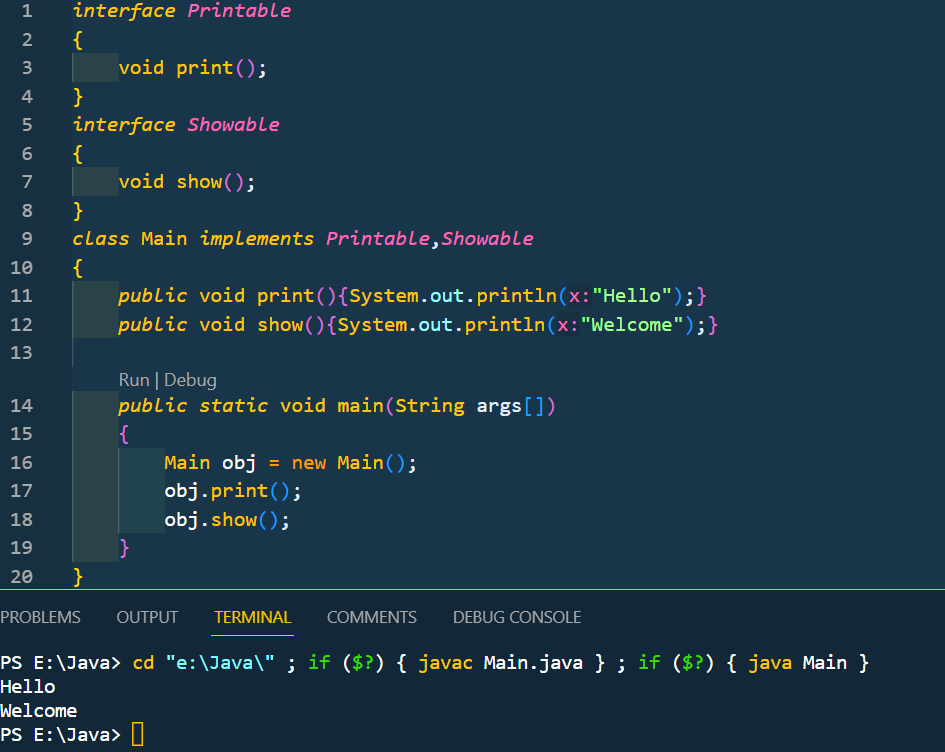 1 interface Printable
2 {
3     void print();
4 }
5 interface Showable
6 {
7     void show();
8 }
9 class Main implements Printable,Showable
10 {
11     public void print(){System.out.println(x:"Hello");}
12     public void show(){System.out.println(x:"Welcome");}
13
Run | Debug
14     public static void main(String args[])
15     {
16         Main obj = new Main();
17         obj.print();
18         obj.show();
19     }
20 }
PROBLEMS OUTPUT TERMINAL COMMENTS DEBUG CONSOLE
PS E:\Java> cd "e:\Java\" ; if ($?) { javac Main.java } ; if ($?) { java Main }
Hello
Welcome
PS E:\Java>